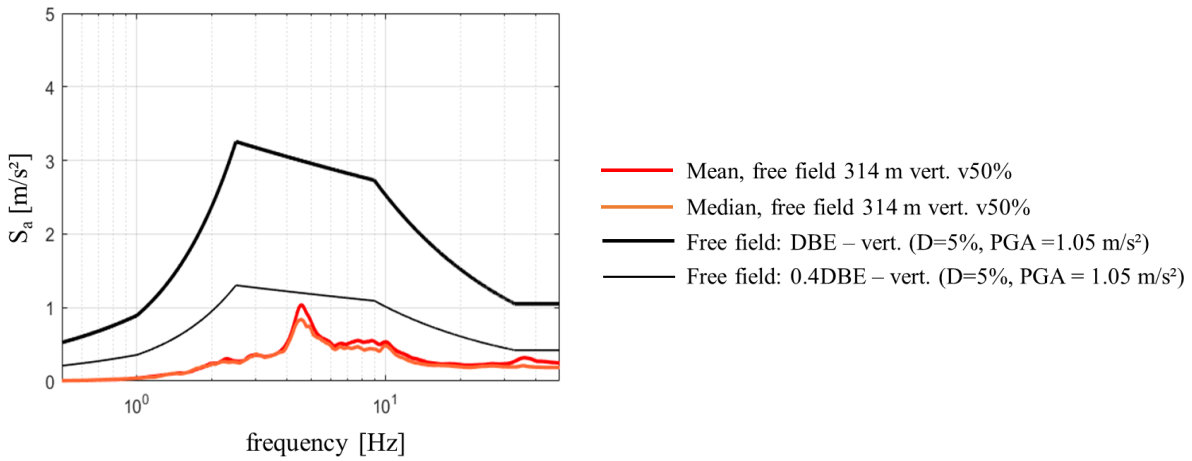 5
4
3
2
1
0
S_a [m/s²]
10⁰
10¹
frequency [Hz]
Mean, free field 314 m vert. v50%
Median, free field 314 m vert. v50%
Free field: DBE – vert. (D=5%, PGA =1.05 m/s²)
Free field: 0.4DBE – vert. (D=5%, PGA = 1.05 m/s²)